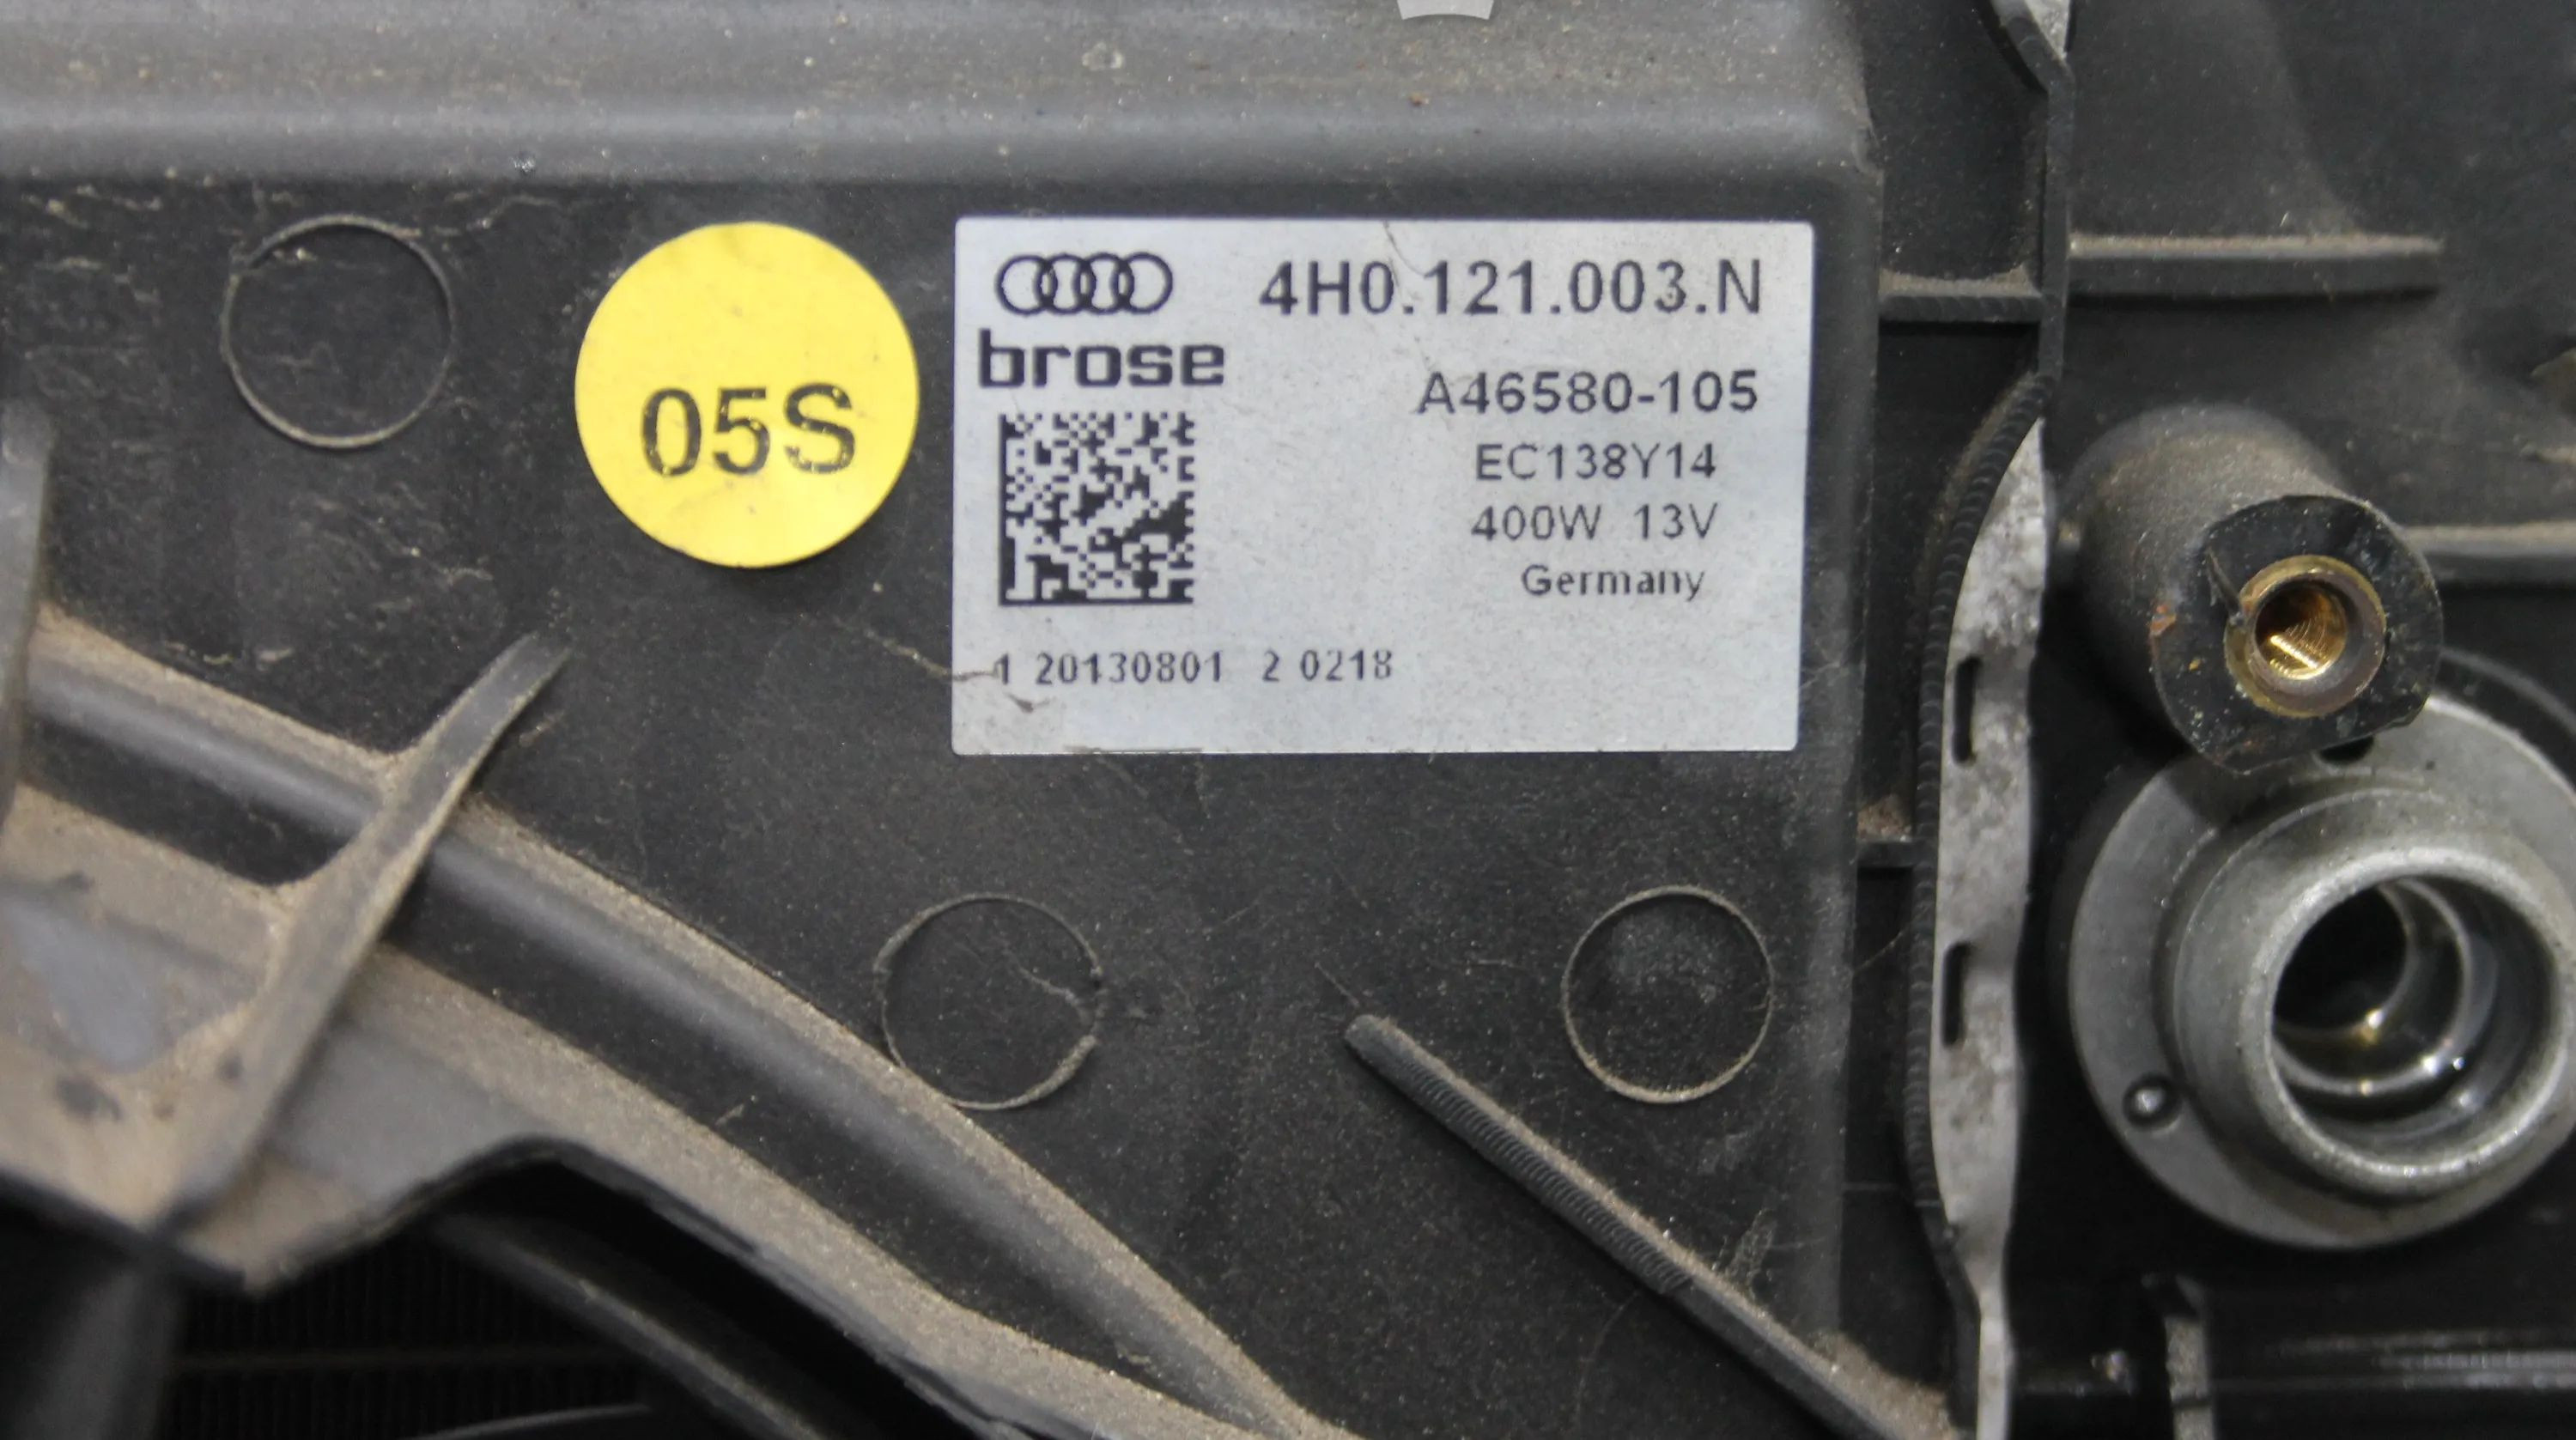 05S
4H0.121.003.N
brose
A46580-105
EC138Y14
400W 13V
Germany
1 20130801 2 0218